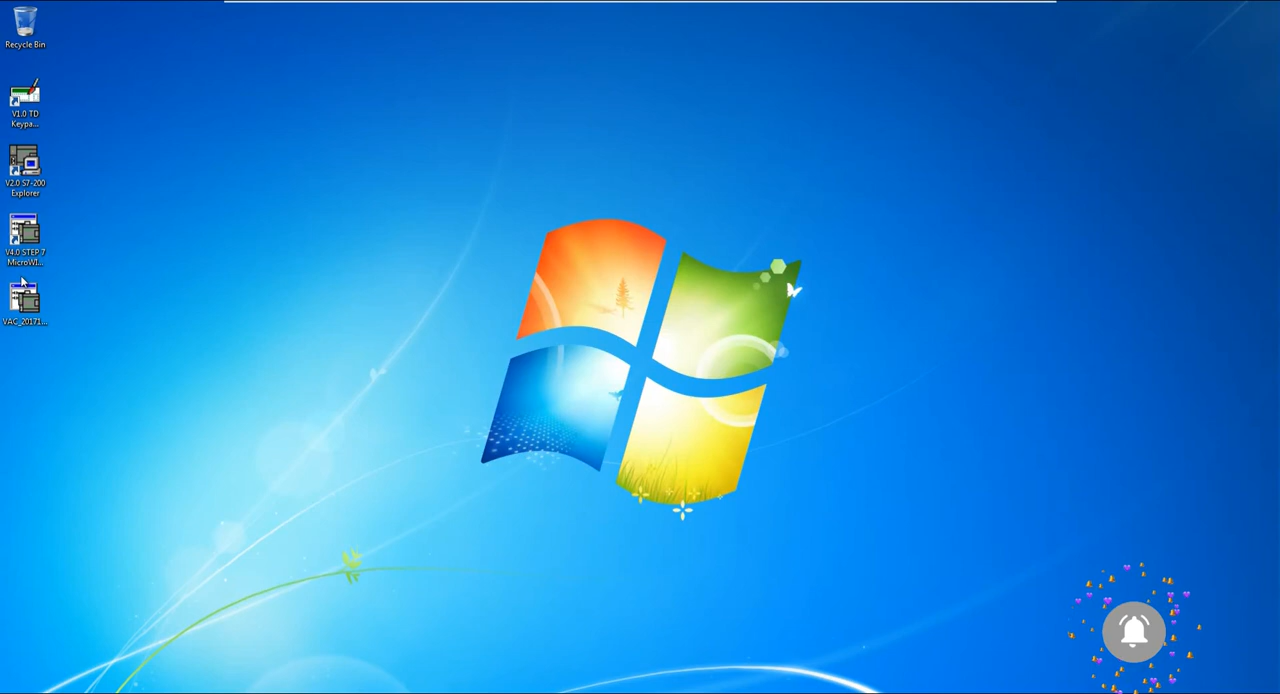 Recycle Bin
V1.0 TD
Keypa...
V2.0 S7-200
Explorer
V4.0 STEP 7
MicroWI...
VAC_20171...